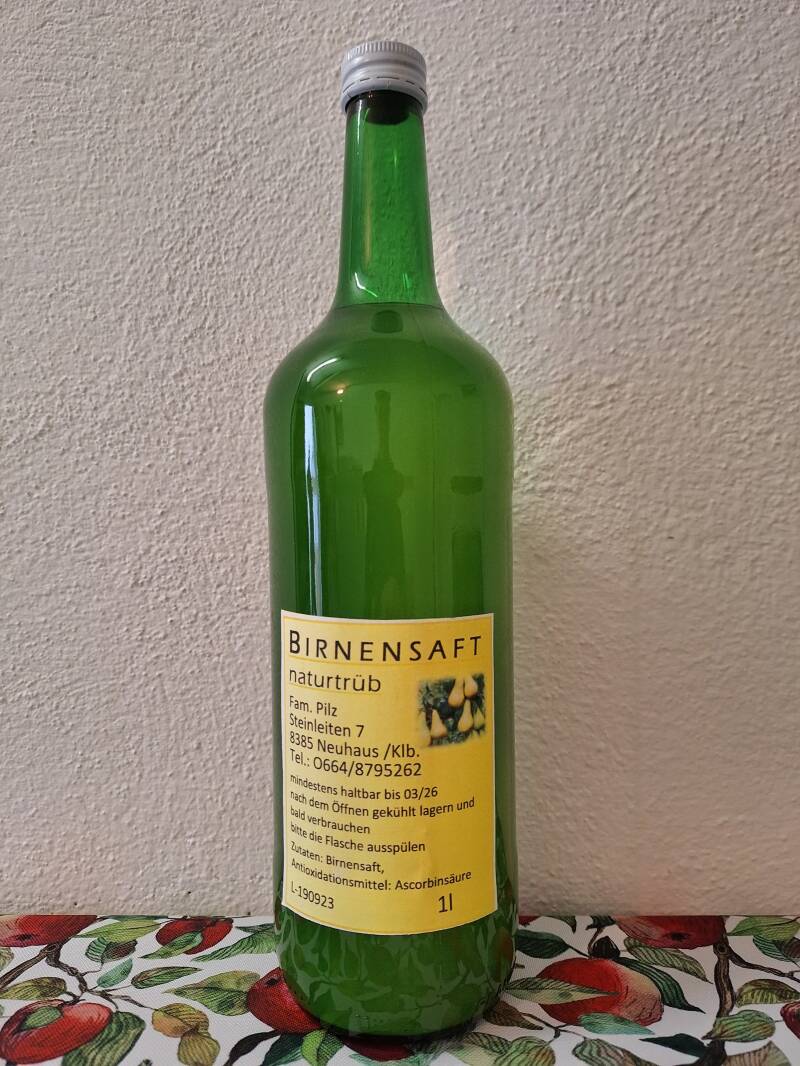 BIRNENSAFT
naturtrüb
Fam. Pilz
Steinleiten 7
8385 Neuhaus /Klb.
Tel.: 0664/8795262
mindestens haltbar bis 03/26
nach dem Öffnen gekühlt lagern und
bald verbrauchen
bitte die Flasche ausspülen
Zutaten: Birnensaft,
Antioxidationsmittel: Ascorbinsäure
L-190923
1l